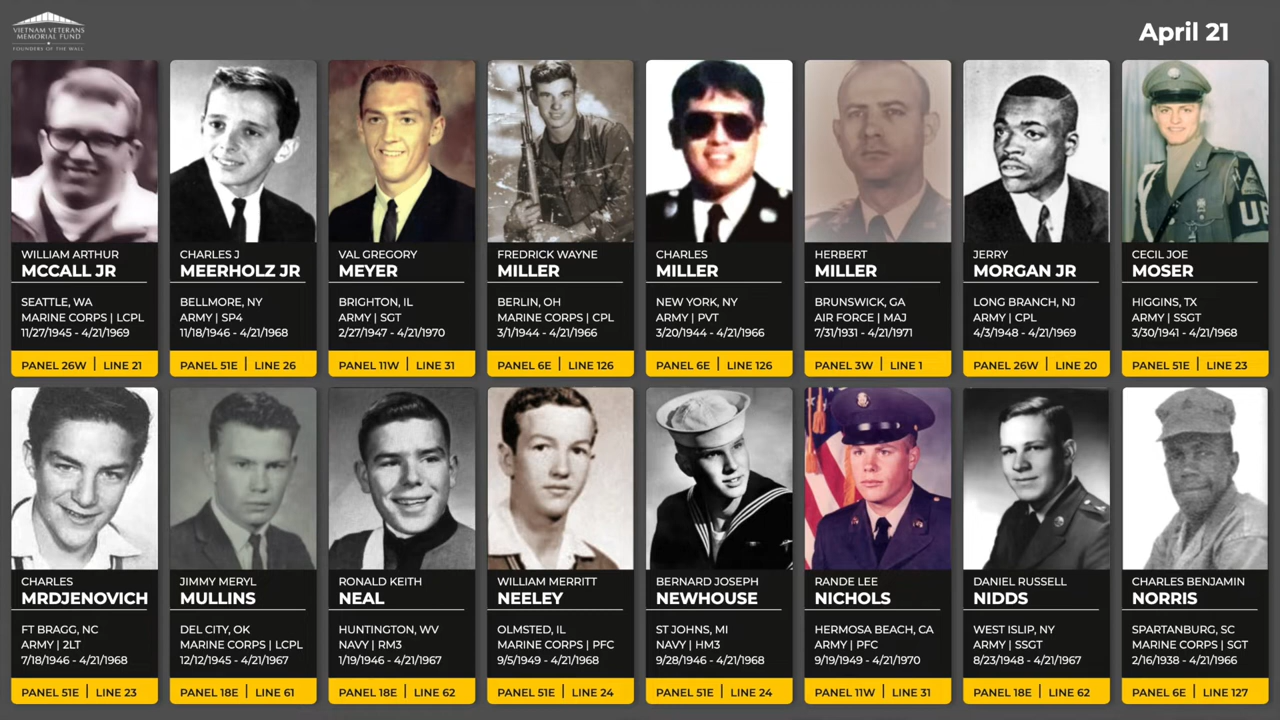 VIETNAM VETERANS
MEMORIAL FUND
FOUNDERS OF THE WALL
April 21
WILLIAM ARTHUR
MCCALL JR
SEATTLE, WA
MARINE CORPS | LCPL
11/27/1945 - 4/21/1969
PANEL 26W | LINE 21
CHARLES J
MEERHOLZ JR
BELLMORE, NY
ARMY | SP4
11/18/1946 - 4/21/1968
PANEL 51E | LINE 26
VAL GREGORY
MEYER
BRIGHTON, IL
ARMY | SGT
2/27/1947 - 4/21/1970
PANEL 11W | LINE 31
FREDRICK WAYNE
MILLER
BERLIN, OH
MARINE CORPS | CPL
3/1/1944 - 4/21/1966
PANEL 6E | LINE 126
CHARLES
MILLER
NEW YORK, NY
ARMY | PVT
3/20/1944 - 4/21/1966
PANEL 6E | LINE 126
HERBERT
MILLER
BRUNSWICK, GA
AIR FORCE | MAJ
7/31/1931 - 4/21/1971
PANEL 3W | LINE 1
JERRY
MORGAN JR
LONG BRANCH, NJ
ARMY | CPL
4/3/1948 - 4/21/1969
PANEL 26W | LINE 20
UP
CECIL JOE
MOSER
HIGGINS, TX
ARMY | SSGT
3/30/1941 - 4/21/1968
PANEL 51E | LINE 23
CHARLES
MRDJENOVICH
FT BRAGG, NC
ARMY | 2LT
7/18/1946 - 4/21/1968
PANEL 51E | LINE 23
JIMMY MERYL
MULLINS
DEL CITY, OK
MARINE CORPS | LCPL
12/12/1945 - 4/21/1967
PANEL 18E | LINE 61
RONALD KEITH
NEAL
HUNTINGTON, WV
NAVY | RM3
1/19/1946 - 4/21/1967
PANEL 18E | LINE 62
WILLIAM MERRITT
NEELEY
OLMSTED, IL
MARINE CORPS | PFC
9/5/1949 - 4/21/1968
PANEL 51E | LINE 24
BERNARD JOSEPH
NEWHOUSE
ST JOHNS, MI
NAVY | HM3
9/28/1946 - 4/21/1968
PANEL 51E | LINE 24
RANDE LEE
NICHOLS
HERMOSA BEACH, CA
ARMY | PFC
9/19/1949 - 4/21/1970
PANEL 11W | LINE 31
DANIEL RUSSELL
NIDDS
WEST ISLIP, NY
ARMY | SSGT
8/23/1948 - 4/21/1967
PANEL 18E | LINE 62
CHARLES BENJAMIN
NORRIS
SPARTANBURG, SC
MARINE CORPS | SGT
2/16/1938 - 4/21/1966
PANEL 6E | LINE 127